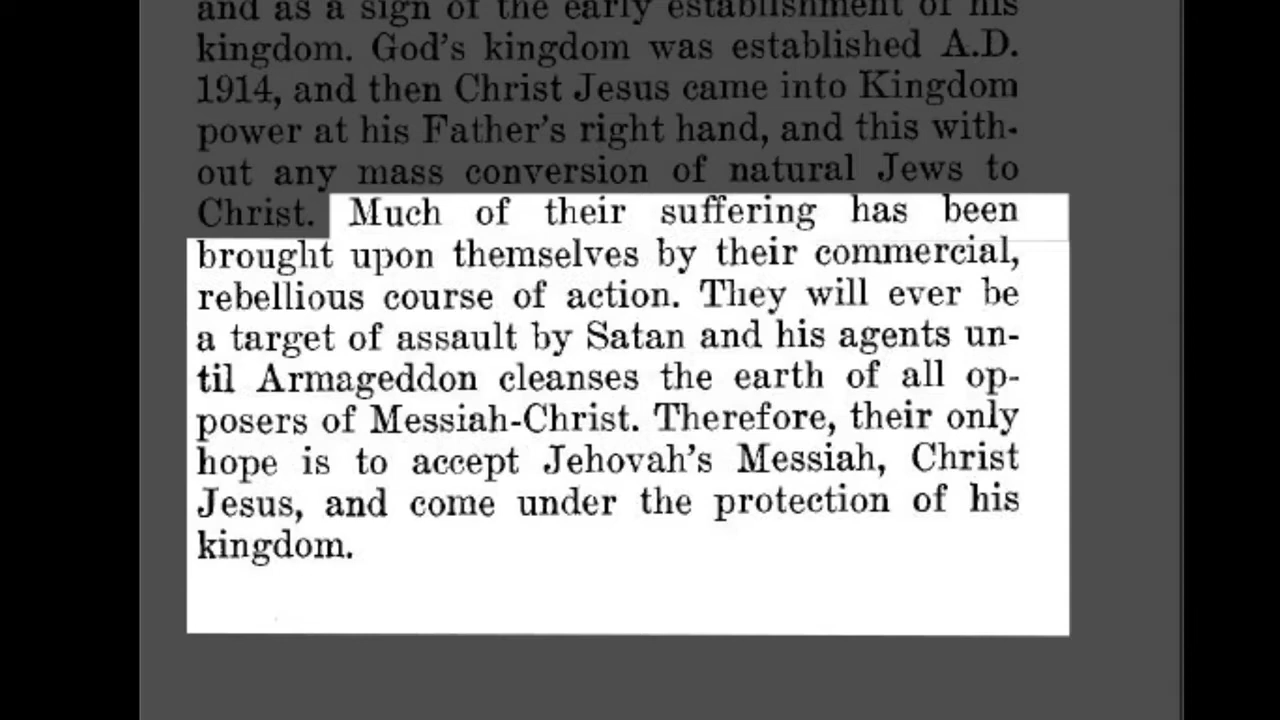 and as a sign of the early establishment of his
kingdom. God's kingdom was established A.D.
1914, and then Christ Jesus came into Kingdom
power at his Father's right hand, and this with-
out any mass conversion of natural Jews to
Christ. Much of their suffering has been
brought upon themselves by their commercial,
rebellious course of action. They will ever be
a target of assault by Satan and his agents un-
til Armageddon cleanses the earth of all op-
posers of Messiah-Christ. Therefore, their only
hope is to accept Jehovah's Messiah, Christ
Jesus, and come under the protection of his
kingdom.